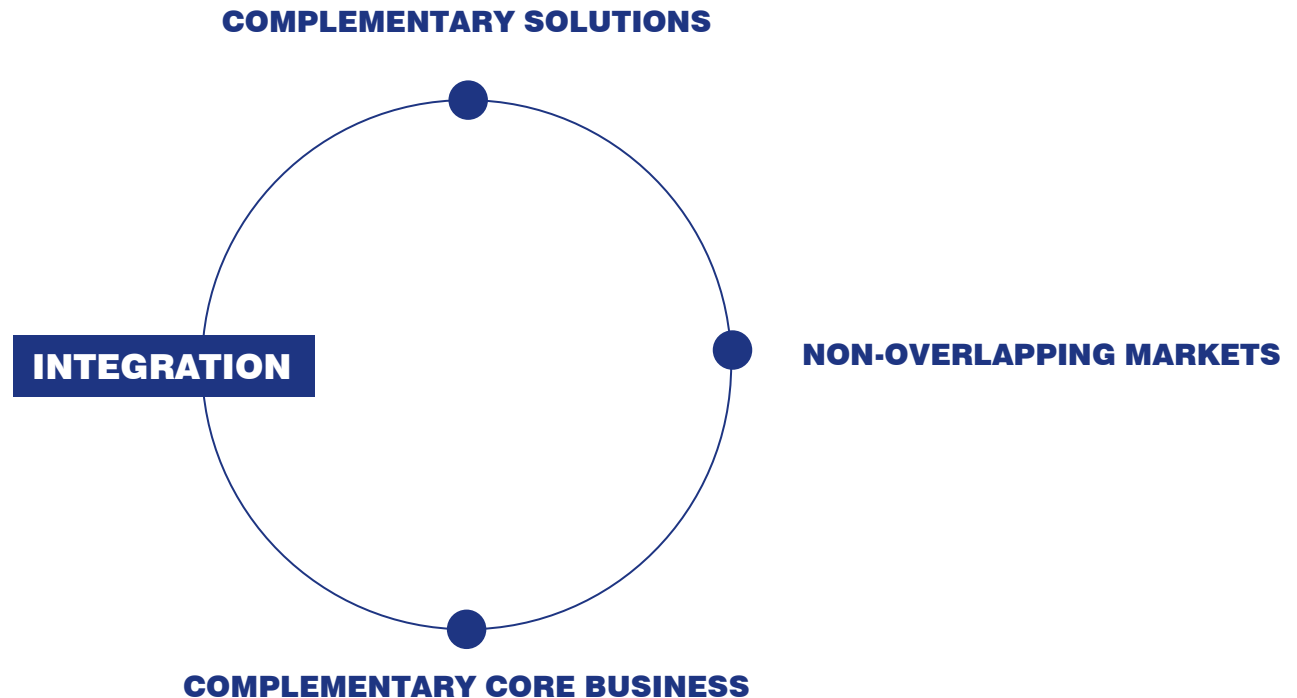 COMPLEMENTARY SOLUTIONS
INTEGRATION
NON-OVERLAPPING MARKETS
COMPLEMENTARY CORE BUSINESS